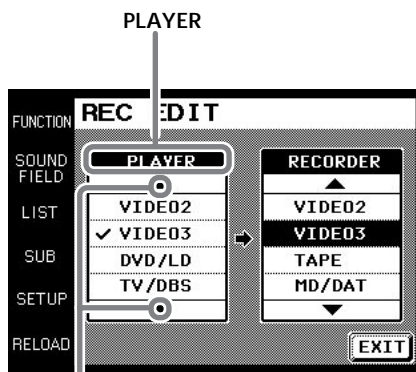 PLAYER
FUNCTION
REC EDIT
SOUND FIELD
LIST
SUB
SETUP
RELOAD
PLAYER
VIDEO2
✓ VIDEO3
DVD/LD
TV/DBS
RECORDER
VIDEO2
VIDEO3
TAPE
MD/DAT
EXIT